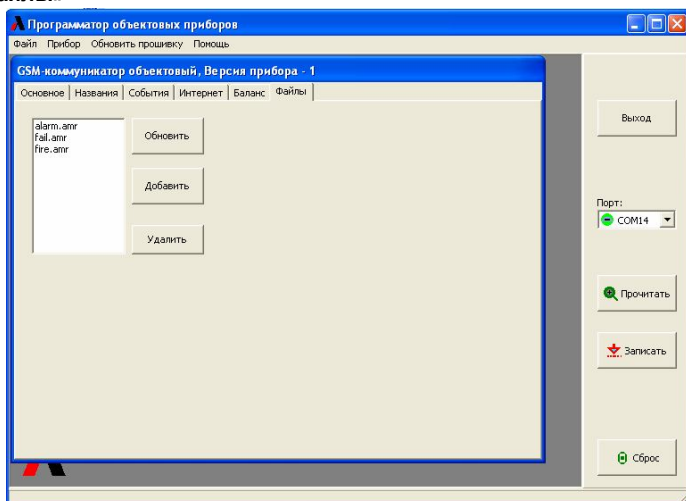 Программатор объектовых приборов
Файл Прибор Обновить прошивку Помощь
GSM-коммуникатор объектовый, Версия прибора - 1
Основное Названия События Интернет Баланс Файлы
alarm.amr
fail.amr
fire.amr
Обновить
Добавить
Удалить
Выход
Порт:
COM14
Прочитать
Записать
Сброс